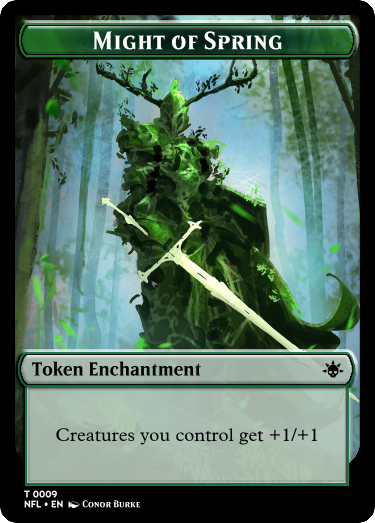 Might of Spring
Token Enchantment
Creatures you control get +1/+1
T 0009
NFL • EN Conor Burke